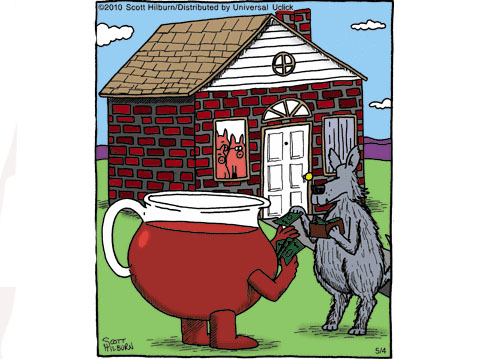 ©2010 Scott Hilburn/Distributed by Universal Uclick
SCOTT
HILBURN
5/4